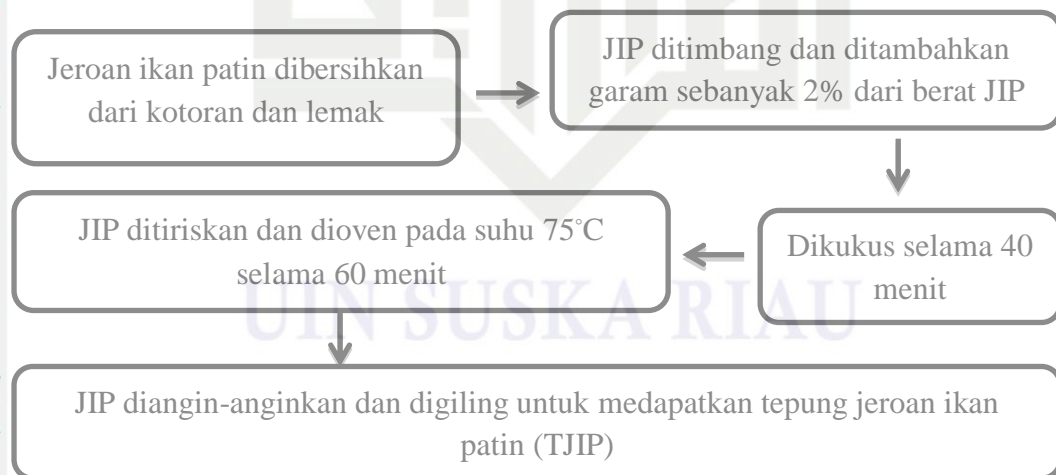 Jeroan ikan patin dibersihkan
dari kotoran dan lemak
JIP ditimbang dan ditambahkan
garam sebanyak 2% dari berat JIP
Dikukus selama 40
menit
JIP ditiriskan dan dioven pada suhu 75°C
selama 60 menit
UIN SUSKA RIAU
JIP diangin-anginkan dan digiling untuk medapatkan tepung jeroan ikan
patin (TJIP)